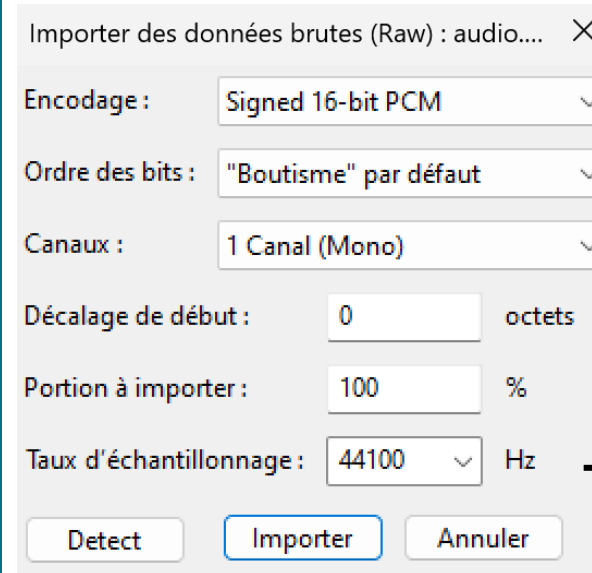 Importer des données brutes (Raw) : audio....
Encodage : Signed 16-bit PCM
Ordre des bits : "Boutisme" par défaut
Canaux : 1 Canal (Mono)
Décalage de début : 0 octets
Portion à importer : 100 %
Taux d'échantillonnage : 44100 Hz
Detect Importer Annuler